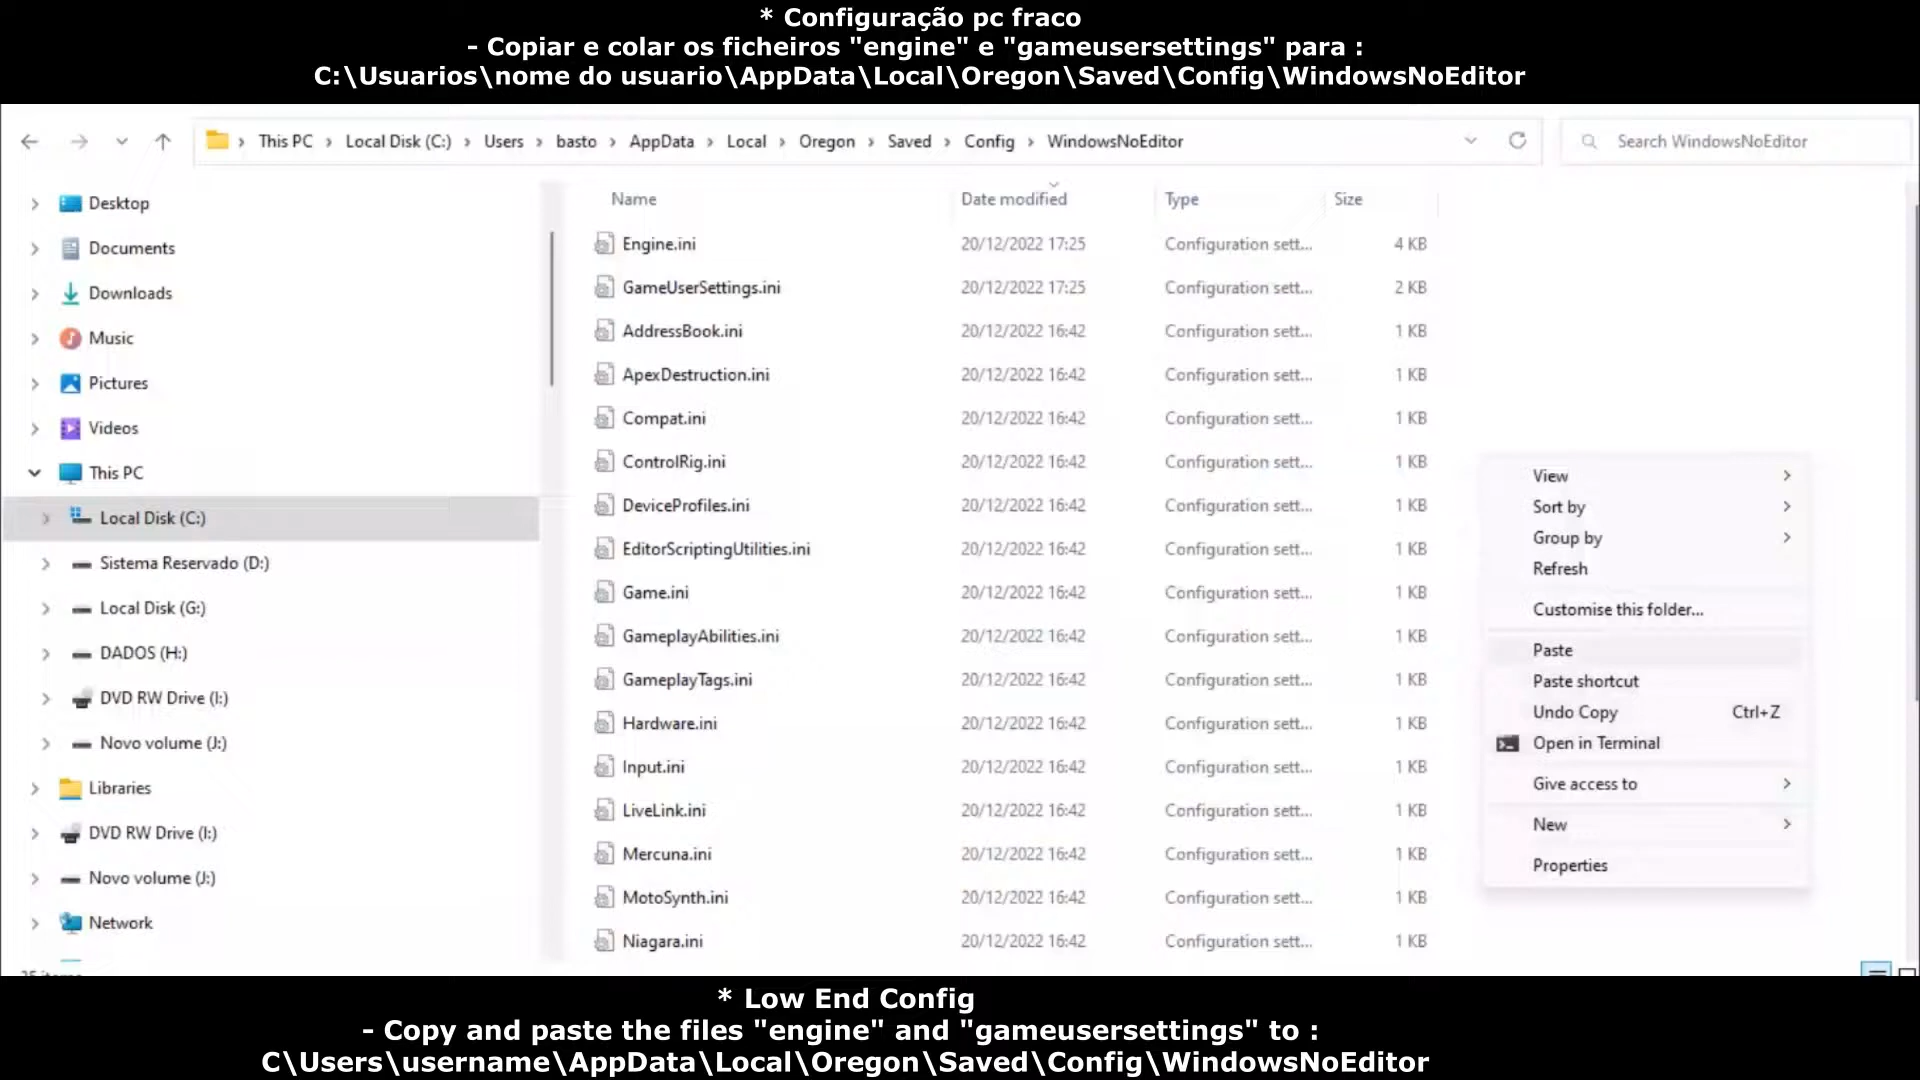 * Configuração pc fraco
- Copiar e colar os ficheiros "engine" e "gameusersettings" para :
C:\Usuarios\nome do usuario\AppData\Local\Oregon\Saved\Config\WindowsNoEditor
This PC > Local Disk (C:) > Users > basto > AppData > Local > Oregon > Saved > Config > WindowsNoEditor
Search WindowsNoEditor
Desktop
Documents
Downloads
Music
Pictures
Videos
This PC
Local Disk (C:)
Sistema Reservado (D:)
Local Disk (G:)
DADOS (H:)
DVD RW Drive (I:)
Novo volume (J:)
Libraries
DVD RW Drive (I:)
Novo volume (J:)
Network
Name Date modified Type Size
Engine.ini 20/12/2022 17:25 Configuration sett... 4 KB
GameUserSettings.ini 20/12/2022 17:25 Configuration sett... 2 KB
AddressBook.ini 20/12/2022 16:42 Configuration sett... 1 KB
ApexDestruction.ini 20/12/2022 16:42 Configuration sett... 1 KB
Compat.ini 20/12/2022 16:42 Configuration sett... 1 KB
ControlRig.ini 20/12/2022 16:42 Configuration sett... 1 KB
DeviceProfiles.ini 20/12/2022 16:42 Configuration sett... 1 KB
EditorScriptingUtilities.ini 20/12/2022 16:42 Configuration sett... 1 KB
Game.ini 20/12/2022 16:42 Configuration sett... 1 KB
GameplayAbilities.ini 20/12/2022 16:42 Configuration sett... 1 KB
GameplayTags.ini 20/12/2022 16:42 Configuration sett... 1 KB
Hardware.ini 20/12/2022 16:42 Configuration sett... 1 KB
Input.ini 20/12/2022 16:42 Configuration sett... 1 KB
LiveLink.ini 20/12/2022 16:42 Configuration sett... 1 KB
Mercuna.ini 20/12/2022 16:42 Configuration sett... 1 KB
MotoSynth.ini 20/12/2022 16:42 Configuration sett... 1 KB
Niagara.ini 20/12/2022 16:42 Configuration sett... 1 KB
View
Sort by
Group by
Refresh
Customise this folder...
Paste
Paste shortcut
Undo Copy Ctrl+Z
Open in Terminal
Give access to
New
Properties
* Low End Config
- Copy and paste the files "engine" and "gameusersettings" to :
C\Users\username\AppData\Local\Oregon\Saved\Config\WindowsNoEditor